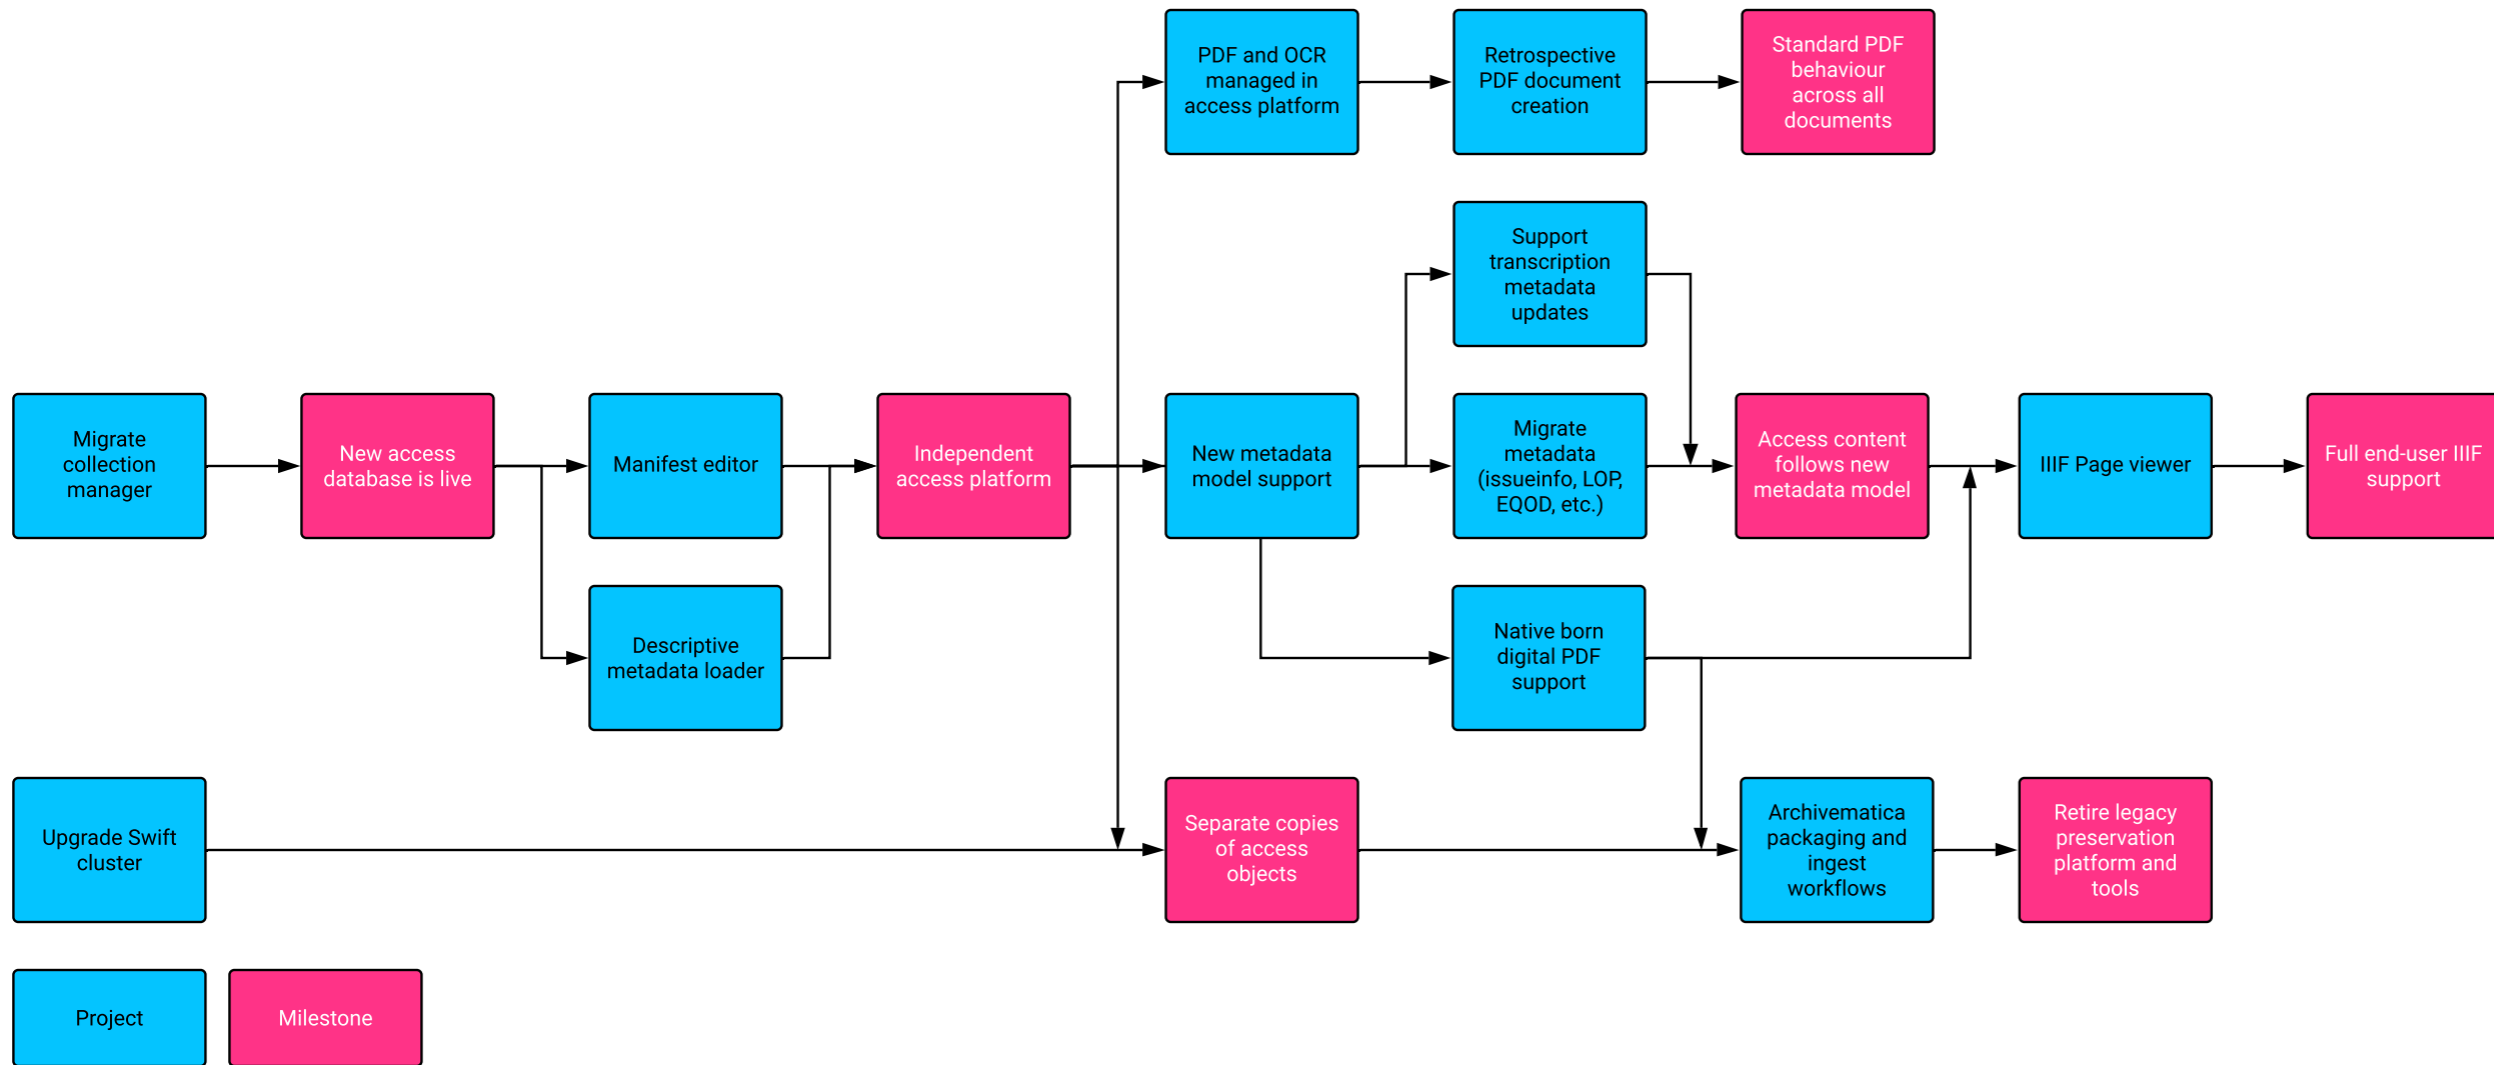 PDF and OCR
managed in
access platform
Retrospective
PDF document
creation
Standard PDF
behaviour
across all
documents
Support
transcription
metadata
updates
Migrate
collection
manager
New access
database is live
Manifest editor
Independent
access platform
New metadata
model support
Migrate
metadata
(issueinfo, LOP,
EQOD, etc.)
Access content
follows new
metadata model
IIIF Page viewer
Full end-user IIIF
support
Descriptive
metadata loader
Native born
digital PDF
support
Upgrade Swift
cluster
Separate copies
of access
objects
Archivematica
packaging and
ingest
workflows
Retire legacy
preservation
platform and
tools
Project
Milestone